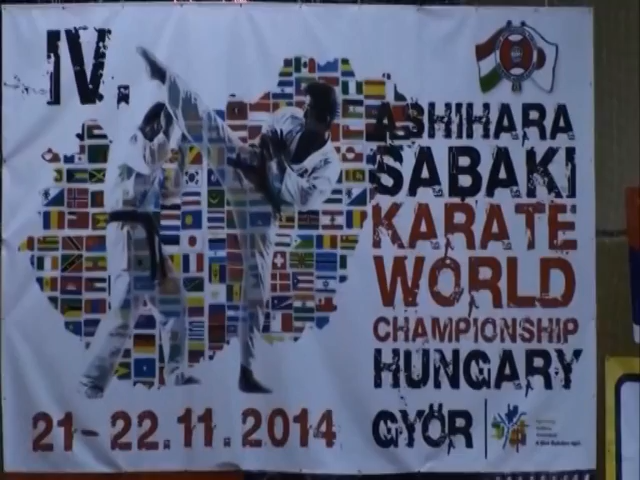 IV.
ASHIHARA
SABAKI
KARATE
WORLD
CHAMPIONSHIP
HUNGARY
21-22.11.2014
GYŐR